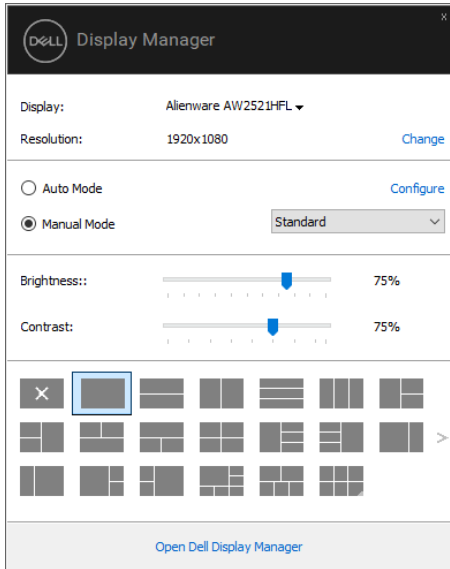 DELL Display Manager
Display: Alienware AW2521HFL
Resolution: 1920x1080 Change
Auto Mode Configure
Manual Mode Standard
Brightness:: 75%
Contrast: 75%
Open Dell Display Manager